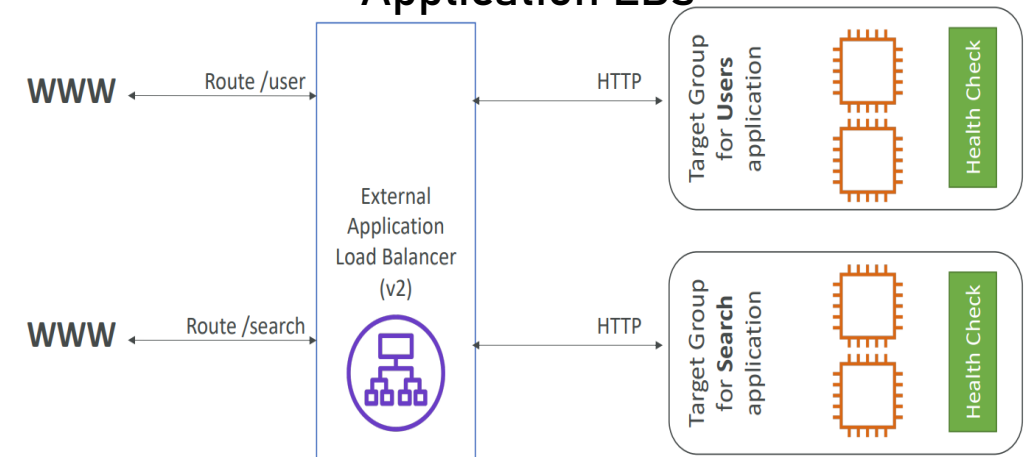 Application LBs
WWW
Route /user
HTTP
Target Group
for Users
application
Health Check
External
Application
Load Balancer
(v2)
WWW
Route /search
HTTP
Target Group
for Search
application
Health Check